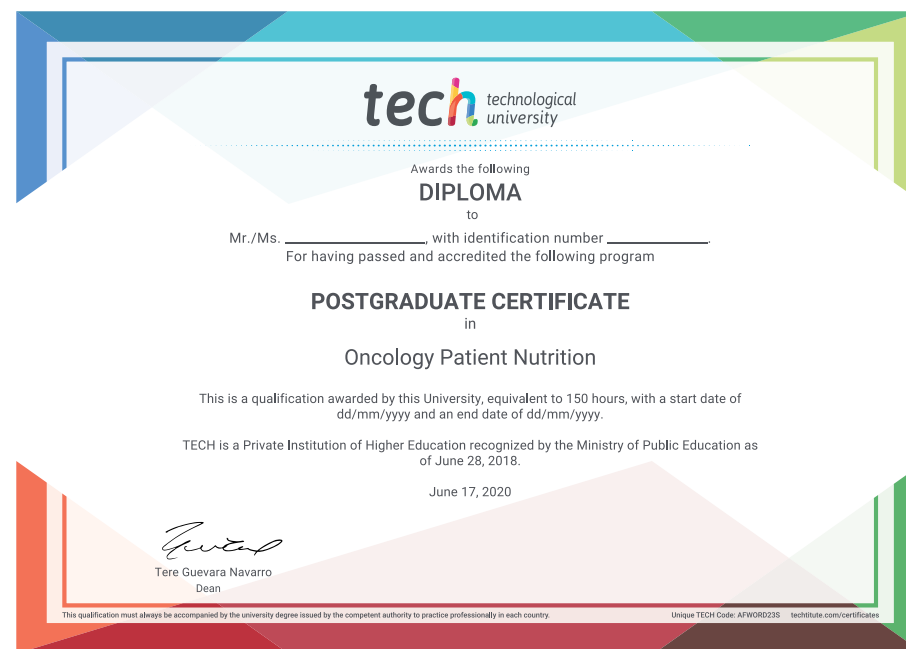 tech technological
university
Awards the following
DIPLOMA
to
Mr./Ms. ____________________, with identification number ______________.
For having passed and accredited the following program
POSTGRADUATE CERTIFICATE
in
Oncology Patient Nutrition
This is a qualification awarded by this University, equivalent to 150 hours, with a start date of
dd/mm/yyyy and an end date of dd/mm/yyyy.
TECH is a Private Institution of Higher Education recognized by the Ministry of Public Education as
of June 28, 2018.
June 17, 2020
Tere Guevara Navarro
Dean
This qualification must always be accompanied by the university degree issued by the competent authority to practice professionally in each country. Unique TECH Code: AFWORD23S techtitute.com/certificates